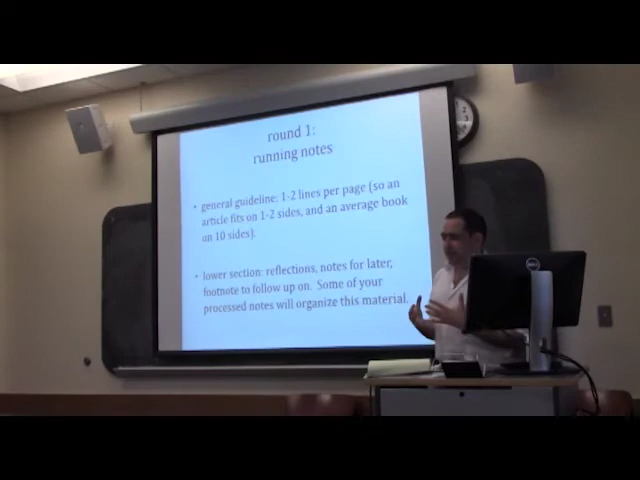 round 1:
running notes
• general guideline: 1-2 lines per page (so an
article fits on 1-2 sides, and an average book
on 10 sides).
• lower section: reflections, notes for later,
footnote to follow up on. Some of your
processed notes will organize this material.
DELL